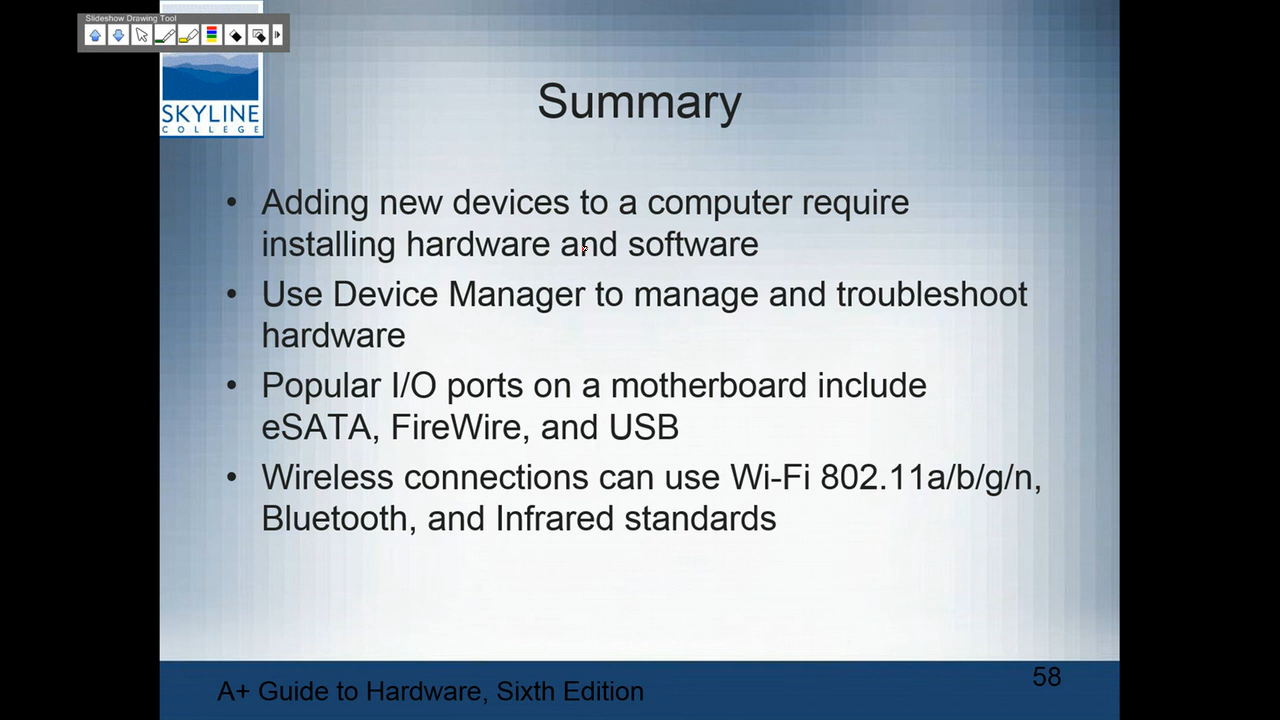 Slideshow Drawing Tool
SKYLINE
COLLEGE
Summary
• Adding new devices to a computer require
installing hardware and software
• Use Device Manager to manage and troubleshoot
hardware
• Popular I/O ports on a motherboard include
eSATA, FireWire, and USB
• Wireless connections can use Wi-Fi 802.11a/b/g/n,
Bluetooth, and Infrared standards
58
A+ Guide to Hardware, Sixth Edition